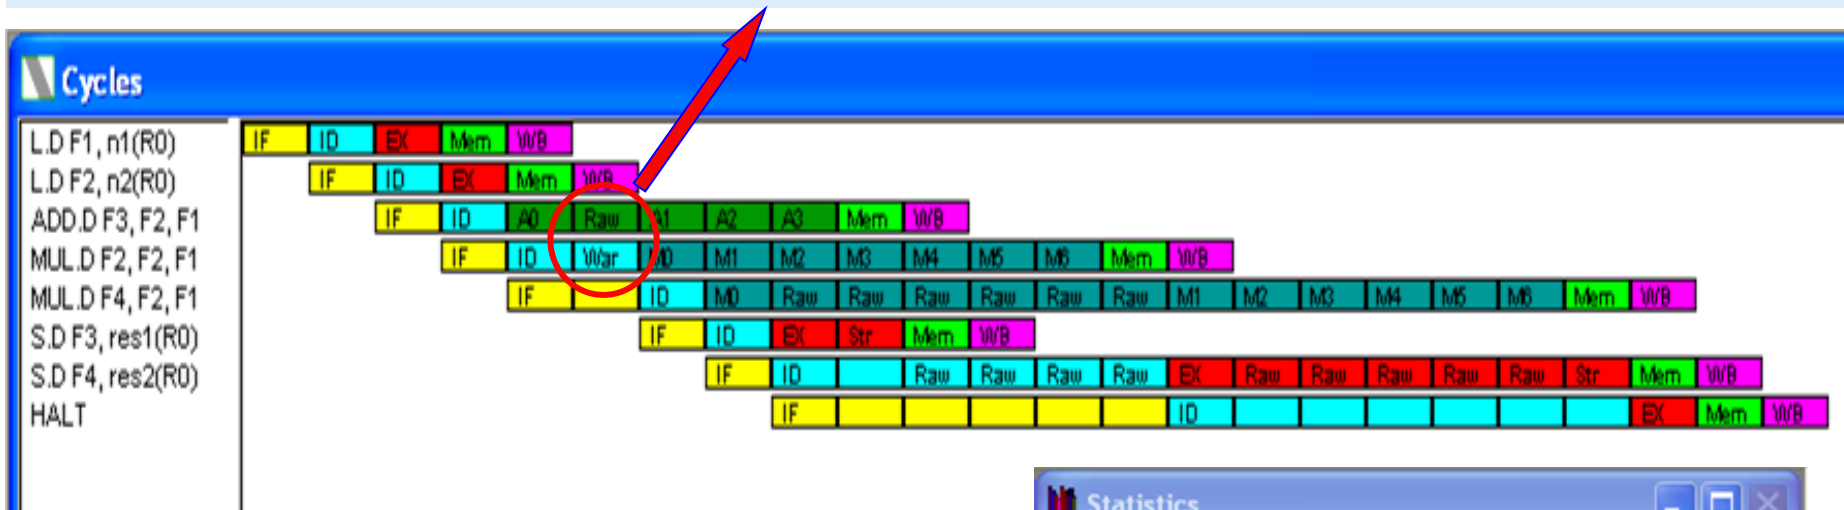 Cycles
L.D F1, n1(R0) IF ID EX Mem WB
L.D F2, n2(R0) IF ID EX Mem WB
ADD.D F3, F2, F1 IF ID A0 Raw A1 A2 A3 Mem WB
MUL.D F2, F2, F1 IF ID War M0 M1 M2 M3 M4 M5 M6 Mem WB
MUL.D F4, F2, F1 IF ID M0 Raw Raw Raw Raw Raw Raw M1 M2 M3 M4 M5 M6 Mem WB
S.D F3, res1(R0) IF ID EX Str Mem WB
S.D F4, res2(R0) IF ID Raw Raw Raw Raw EX Raw Raw Raw Raw Raw Str Mem WB
HALT IF ID EX Mem WB
Statistics